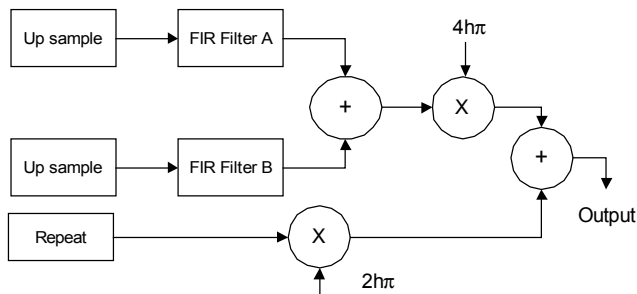 Up sample
FIR Filter A
4hπ
+
X
Up sample
FIR Filter B
+
Output
Repeat
X
2hπ